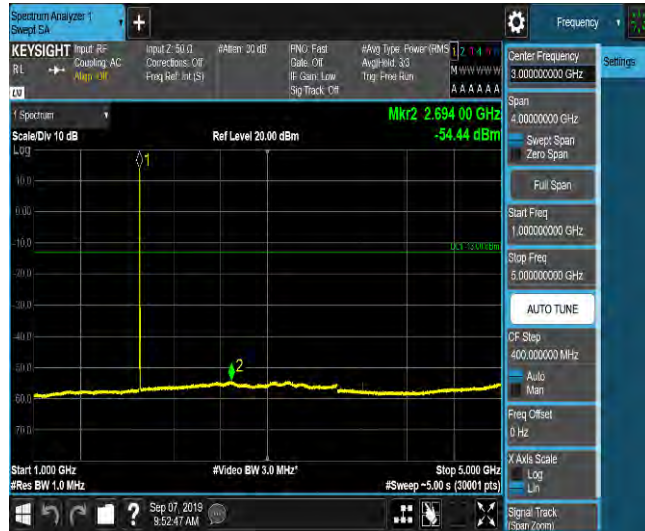 Spectrum Analyzer 1
Swept SA
+
Frequency
KEYSIGHT
RL
Input: RF
Coupling: AC
Align: Off
Input Z: 50 Ω
Corrections: Off
Freq Ref: Int (S)
#Atten: 30 dB
PNO: Fast
Gate: Off
IF Gain: Low
Sig Track: Off
#Avg Type: Power (RMS
Avg|Hold: 3/3
Trig: Free Run
M W W W W W
A A A A A A
1 Spectrum
Scale/Div 10 dB
Log
Ref Level 20.00 dBm
Mkr2 2.694 00 GHz
-54.44 dBm
1
2
10.0
0.00
-10.0
-20.0
-30.0
-40.0
-50.0
-60.0
-70.0
DL1 -13.00 dBm
Start 1.000 GHz
#Res BW 1.0 MHz
#Video BW 3.0 MHz*
Stop 5.000 GHz
#Sweep ~5.00 s (30001 pts)
Sep 07, 2019
9:52:47 AM
Center Frequency
3.000000000 GHz
Settings
Span
4.00000000 GHz
Swept Span
Zero Span
Full Span
Start Freq
1.000000000 GHz
Stop Freq
5.000000000 GHz
AUTO TUNE
CF Step
400.000000 MHz
Auto
Man
Freq Offset
0 Hz
X Axis Scale
Log
Lin
Signal Track
(Span Zoom)